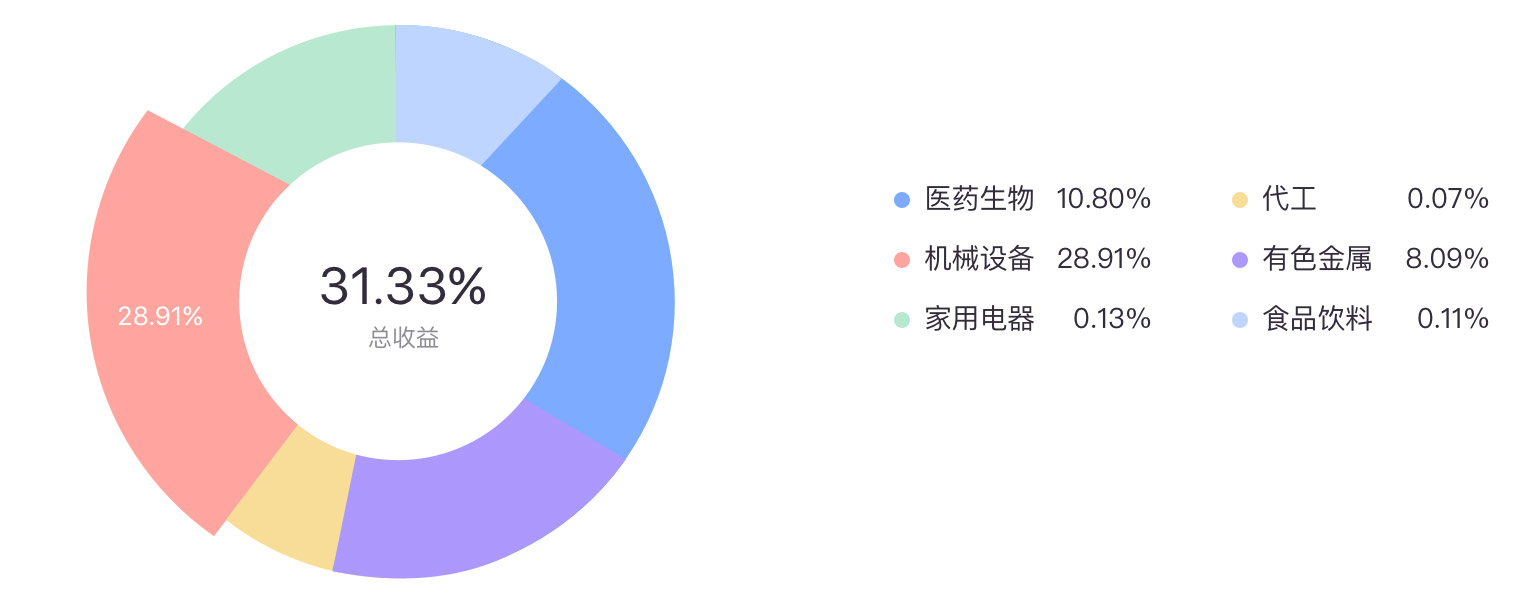 31.33%
总收益
28.91%
医药生物 10.80%
机械设备 28.91%
家用电器 0.13%
代工 0.07%
有色金属 8.09%
食品饮料 0.11%